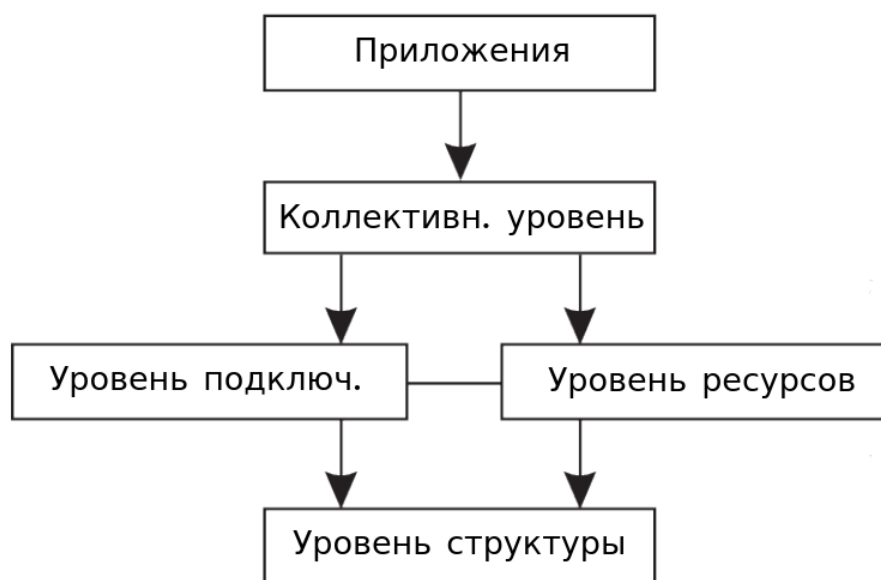 Приложения
Коллективн. уровень
Уровень подключ.
Уровень ресурсов
Уровень структуры